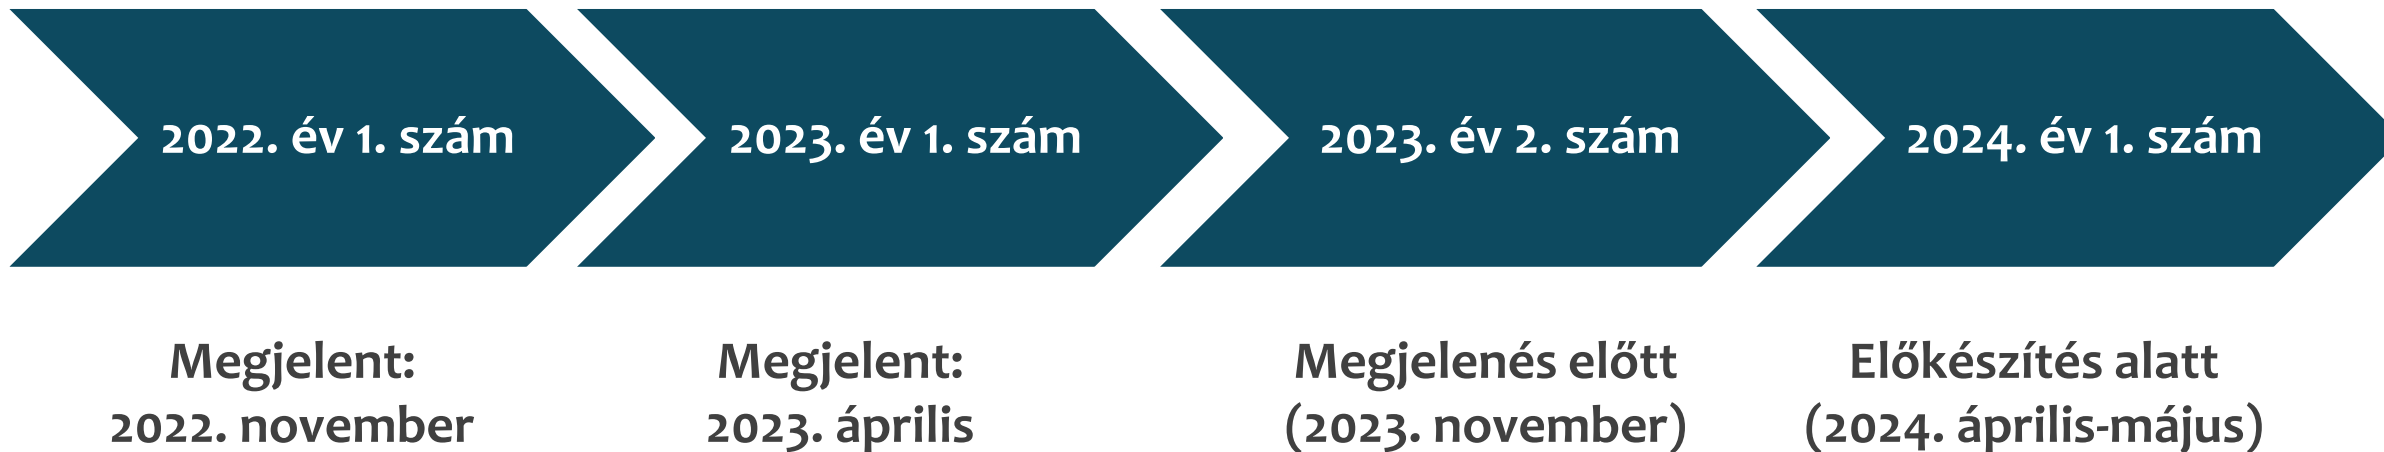 2022. év 1. szám
2023. év 1. szám
2023. év 2. szám
2024. év 1. szám
Megjelent:
2022. november
Megjelent:
2023. április
Megjelenés előtt
(2023. november)
Előkészítés alatt
(2024. április-május)